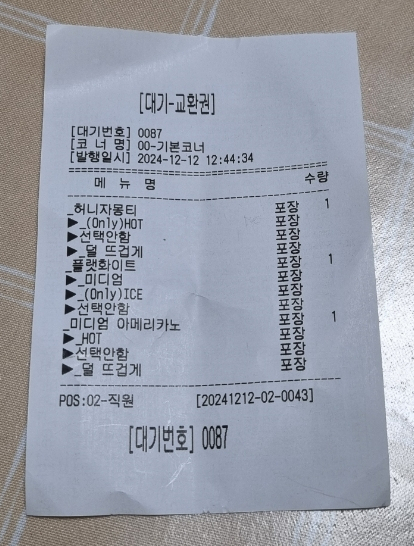 [대기-교환권]
[대기번호] 0087
[코 너 명] 00-기본코너
[발행일시] 2024-12-12 12:44:34
메 뉴 명 수량
_허니자몽티 포장 1
▶_(Only)HOT 포장
▶선택안함 포장
▶_덜 뜨겁게 포장
_플랫화이트 포장 1
▶_미디엄 포장
▶_(Only)ICE 포장
▶선택안함 포장
_미디엄 아메리카노 포장 1
▶_HOT 포장
▶선택안함 포장
▶_덜 뜨겁게 포장
POS:02-직원 [20241212-02-0043]
[대기번호] 0087